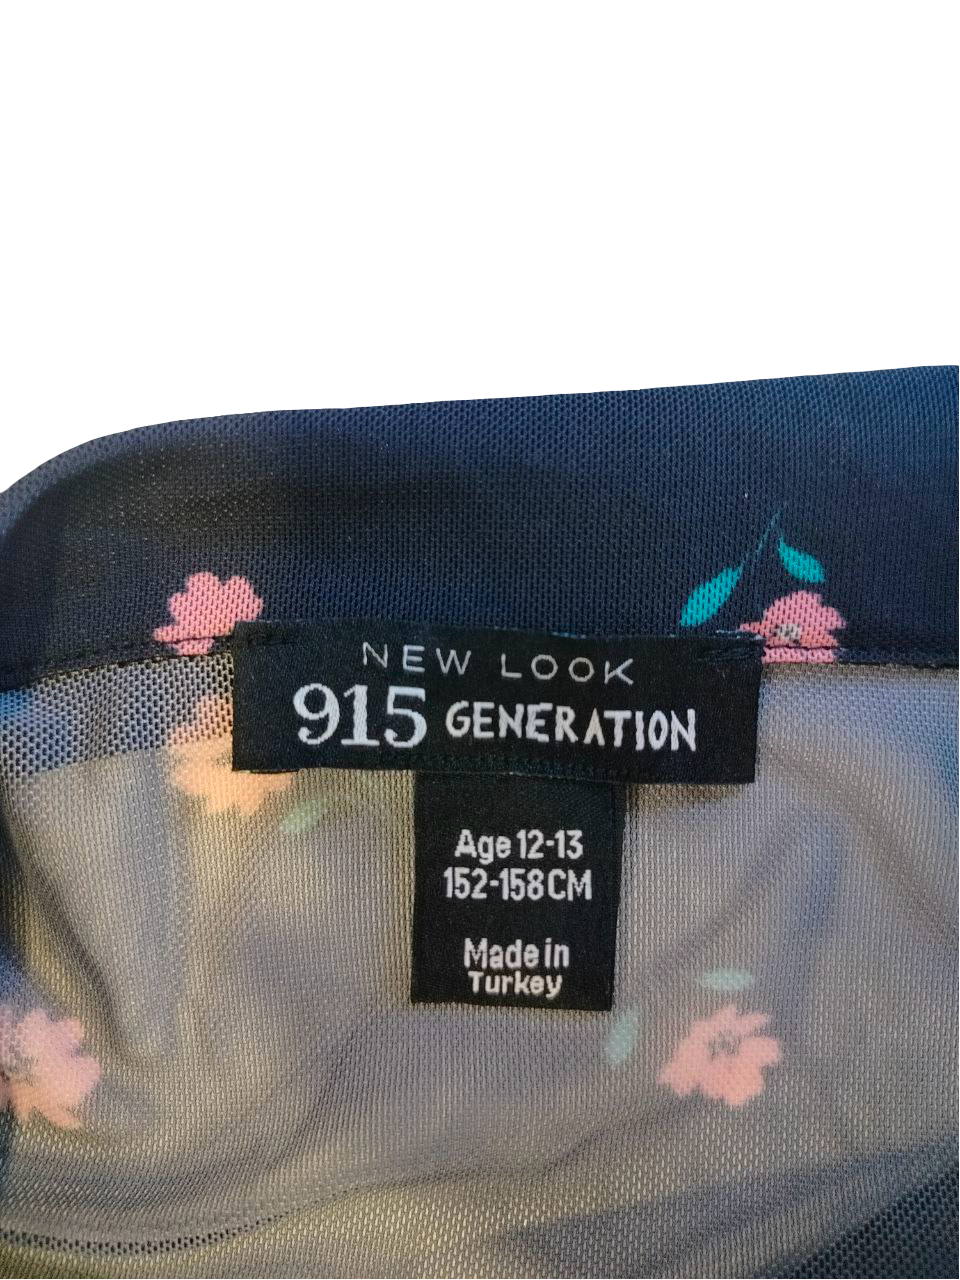 NEW LOOK
915 GENERATION
Age 12-13
152-158CM
Made in
Turkey